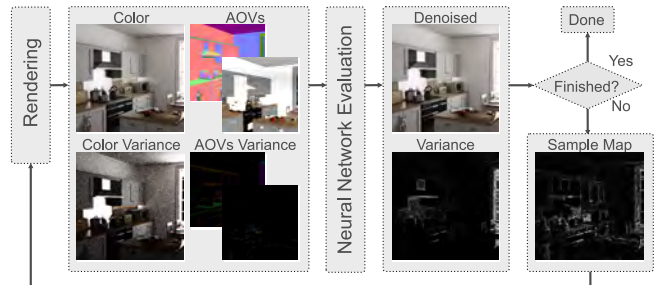 Rendering
Color
AOVs
Color Variance
AOVs Variance
Neural Network Evaluation
Denoised
Variance
Done
Yes
Finished?
No
Sample Map